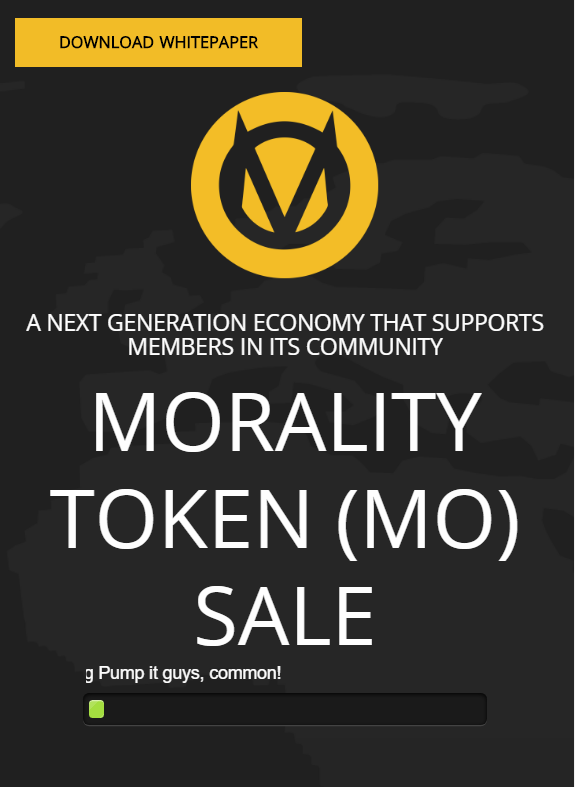 DOWNLOAD WHITEPAPER
A NEXT GENERATION ECONOMY THAT SUPPORTS
MEMBERS IN ITS COMMUNITY
MORALITY
TOKEN (MO)
SALE
g Pump it guys, common!